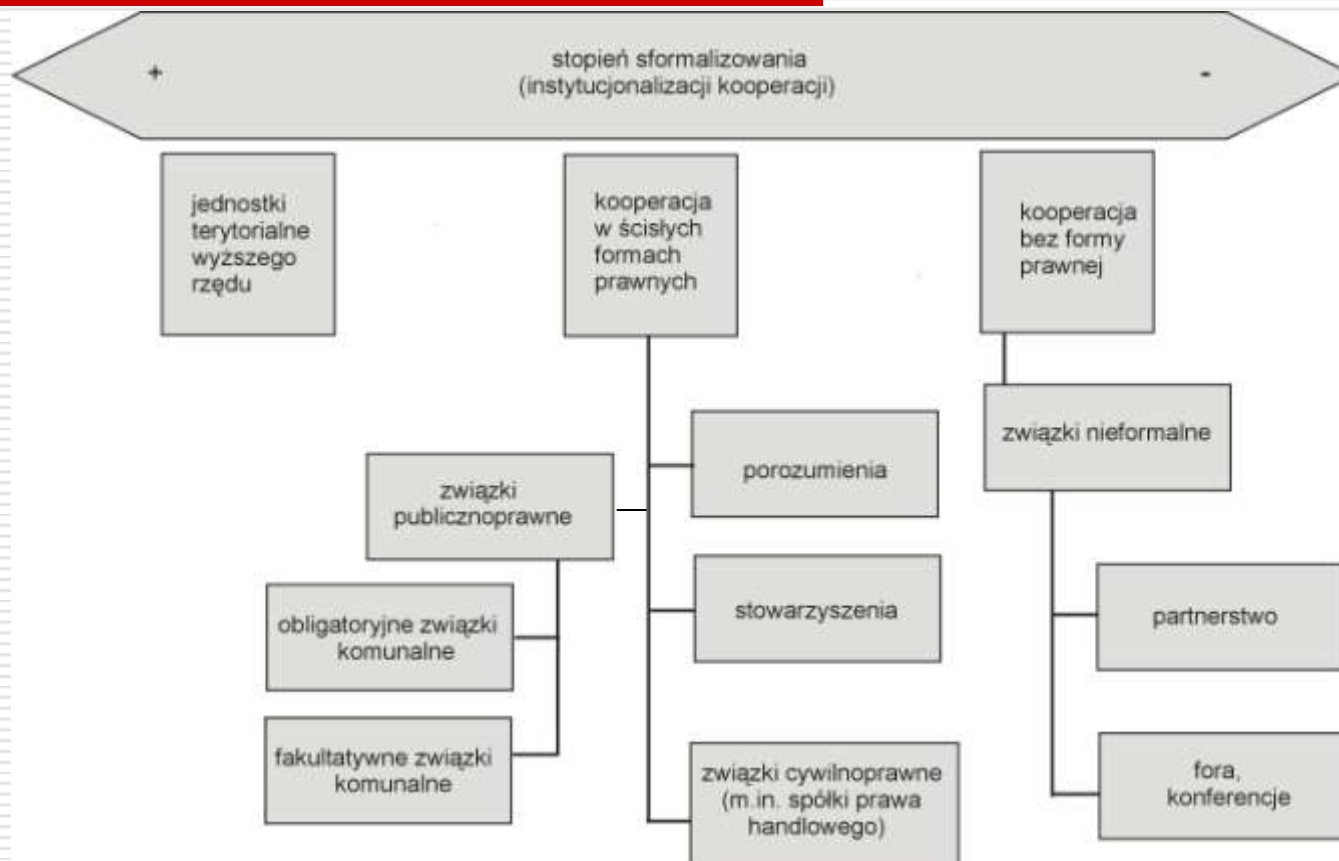 stopień sformalizowania
(instytucjonalizacji kooperacji)
+
-
jednostki
terytorialne
wyższego
rzędu
kooperacja
w ścisłych
formach
prawnych
kooperacja
bez formy
prawnej
związki
publicznoprawne
obligatoryjne związki
komunalne
fakultatywne związki
komunalne
porozumienia
stowarzyszenia
związki cywilnoprawne
(m.in. spółki prawa
handlowego)
związki nieformalne
partnerstwo
fora,
konferencje